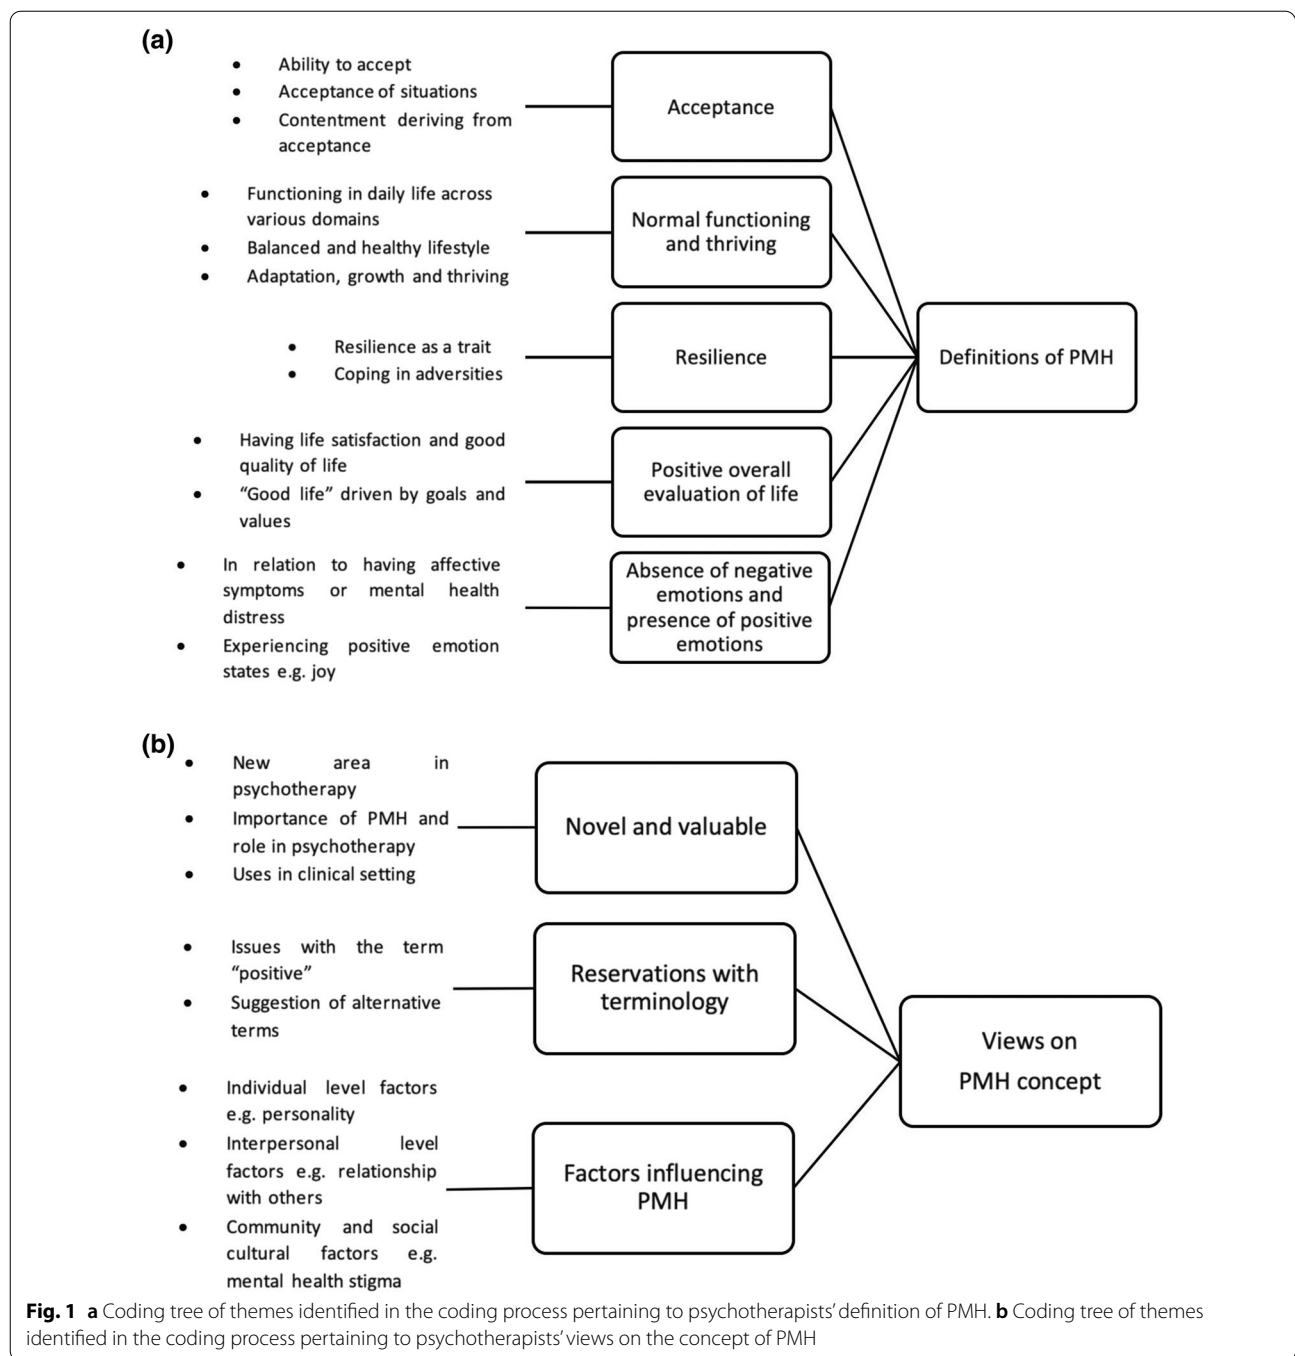 (a)
• Ability to accept
• Acceptance of situations
• Contentment deriving from
acceptance
Acceptance
• Functioning in daily life across
various domains
• Balanced and healthy lifestyle
• Adaptation, growth and thriving
Normal functioning
and thriving
• Resilience as a trait
• Coping in adversities
Resilience
Definitions of PMH
• Having life satisfaction and good
quality of life
• “Good life” driven by goals and
values
Positive overall
evaluation of life
• In relation to having affective
symptoms or mental health
distress
• Experiencing positive emotion
states e.g. joy
Absence of negative
emotions and
presence of positive
emotions
(b)
• New area in
psychotherapy
• Importance of PMH and
role in psychotherapy
• Uses in clinical setting
Novel and valuable
• Issues with the term
“positive”
• Suggestion of alternative
terms
Reservations with
terminology
Views on
PMH concept
• Individual level factors
e.g. personality
• Interpersonal level
factors e.g. relationship
with others
• Community and social
cultural factors e.g.
mental health stigma
Factors influencing
PMH
Fig. 1 a Coding tree of themes identified in the coding process pertaining to psychotherapists’ definition of PMH. b Coding tree of themes
identified in the coding process pertaining to psychotherapists’ views on the concept of PMH